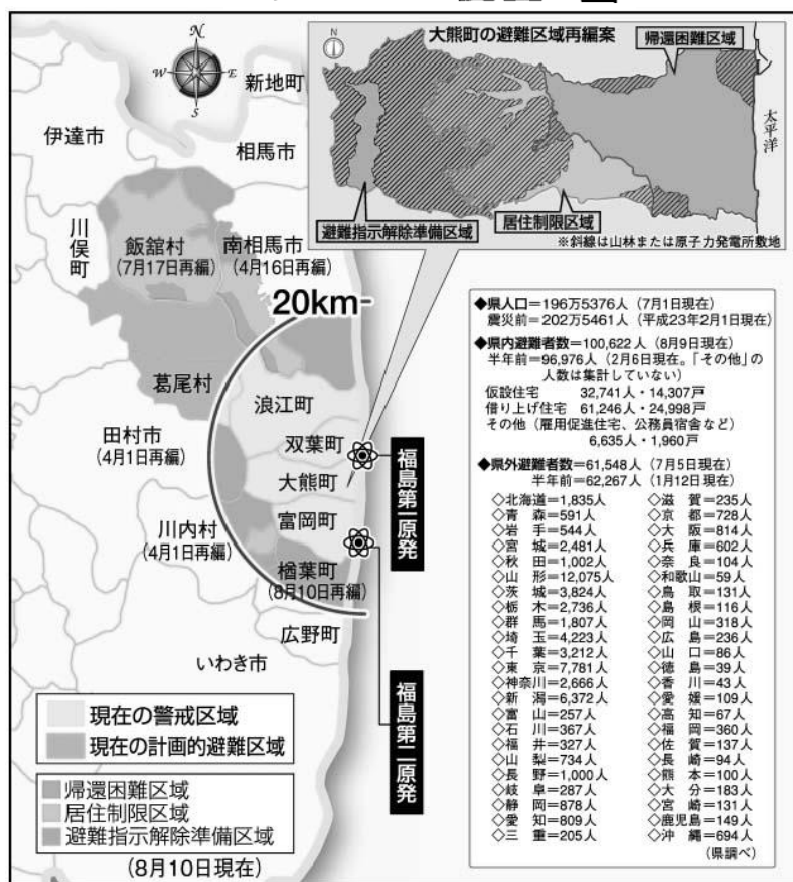 N
W
E
S
新地町
伊達市
相馬市
川俣町
飯舘村
(7月17日再編)
南相馬市
(4月16日再編)
20km
葛尾村
浪江町
田村市
(4月1日再編)
双葉町
大熊町
川内村
(4月1日再編)
富岡町
楢葉町
(8月10日再編)
広野町
いわき市
福島第一原発
福島第二原発
現在の警戒区域
現在の計画的避難区域
帰還困難区域
居住制限区域
避難指示解除準備区域
(8月10日現在)
大熊町の避難区域再編案
N
帰還困難区域
太平洋
居住制限区域
避難指示解除準備区域
※斜線は山林または原子力発電所敷地
◆県人口=196万5376人(7月1日現在)
震災前=202万5461人(平成23年2月1日現在)
◆県内避難者数=100,622人(8月9日現在)
半年前=96,976人(2月6日現在。「その他」の
人数は集計していない)
仮設住宅 32,741人・14,307戸
借り上げ住宅 61,246人・24,998戸
その他(雇用促進住宅、公務員宿舎など)
6,635人・1,960戸
◆県外避難者数=61,548人(7月5日現在)
半年前=62,267人(1月12日現在)
◇北海道=1,835人
◇青森=591人
◇岩手=544人
◇宮城=2,481人
◇秋田=1,002人
◇山形=12,075人
◇茨城=3,824人
◇栃木=2,736人
◇群馬=1,807人
◇埼玉=4,223人
◇千葉=3,212人
◇東京=7,781人
◇神奈川=2,666人
◇新潟=6,372人
◇富山=257人
◇石川=367人
◇福井=327人
◇山梨=734人
◇長野=1,000人
◇岐阜=287人
◇静岡=878人
◇愛知=809人
◇三重=205人
◇滋賀=235人
◇京都=728人
◇大阪=814人
◇兵庫=602人
◇奈良=104人
◇和歌山=59人
◇鳥取=131人
◇島根=116人
◇岡山=318人
◇広島=236人
◇山口=86人
◇徳島=39人
◇香川=43人
◇愛媛=109人
◇高知=67人
◇福岡=360人
◇佐賀=137人
◇長崎=94人
◇熊本=100人
◇大分=183人
◇宮崎=131人
◇鹿児島=149人
◇沖縄=694人
(県調べ)